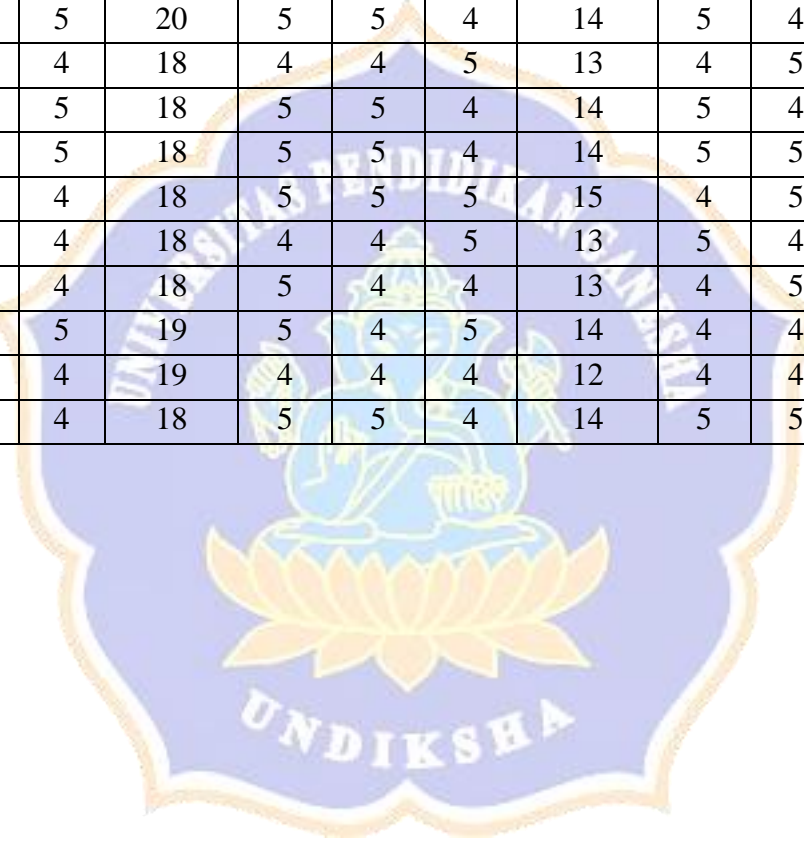 5 20 5 5 4 14 5 4
4 18 4 4 5 13 4 5
5 18 5 5 4 14 5 4
5 18 5 5 4 14 5 5
4 18 5 5 5 15 4 5
4 18 4 4 5 13 5 4
4 18 5 4 4 13 4 5
5 19 5 4 5 14 4 4
4 19 4 4 4 12 4 4
4 18 5 5 4 14 5 5
UNIVERSITAS PENDIDIKAN GANESHA
UNDIKSHA